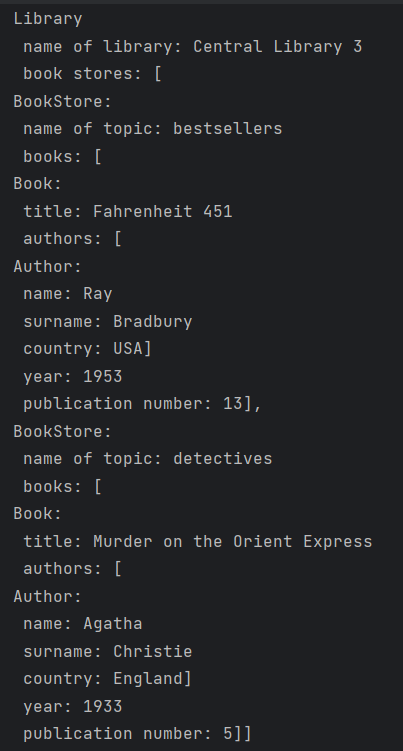 Library
 name of library: Central Library 3
 book stores: [
BookStore:
 name of topic: bestsellers
 books: [
Book:
 title: Fahrenheit 451
 authors: [
Author:
 name: Ray
 surname: Bradbury
 country: USA]
 year: 1953
 publication number: 13],
BookStore:
 name of topic: detectives
 books: [
Book:
 title: Murder on the Orient Express
 authors: [
Author:
 name: Agatha
 surname: Christie
 country: England]
 year: 1933
 publication number: 5]]